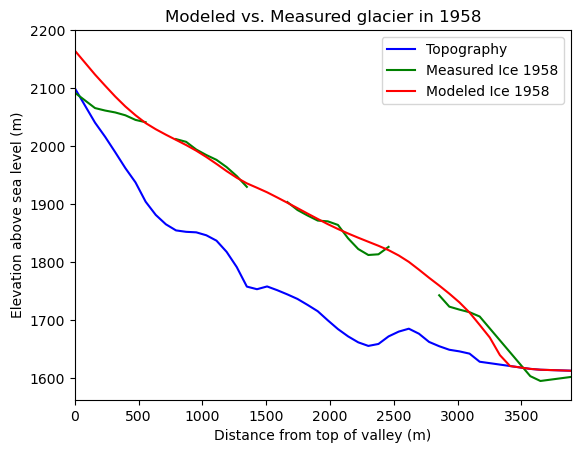 Modeled vs. Measured glacier in 1958
Elevation above sea level (m)
2200
2100
2000
1900
1800
1700
1600
Topography
Measured Ice 1958
Modeled Ice 1958
0 500 1000 1500 2000 2500 3000 3500
Distance from top of valley (m)